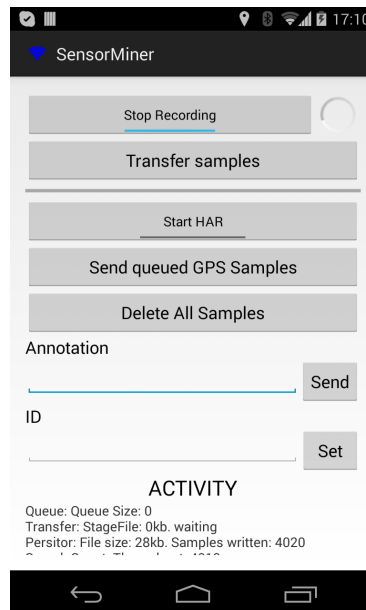 17:10
SensorMiner
Stop Recording
Transfer samples
Start HAR
Send queued GPS Samples
Delete All Samples
Annotation
Send
ID
Set
ACTIVITY
Queue: Queue Size: 0
Transfer: StageFile: 0kb. waiting
Persitor: File size: 28kb. Samples written: 4020